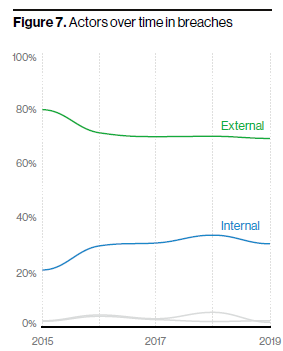 Figure 7. Actors over time in breaches
100%
80%
External
60%
40%
Internal
20%
0%
2015 2017 2019